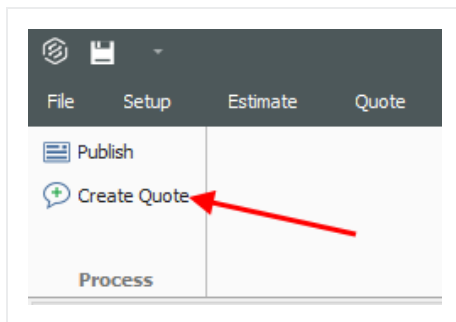 File Setup Estimate Quote
Publish
Create Quote
Process